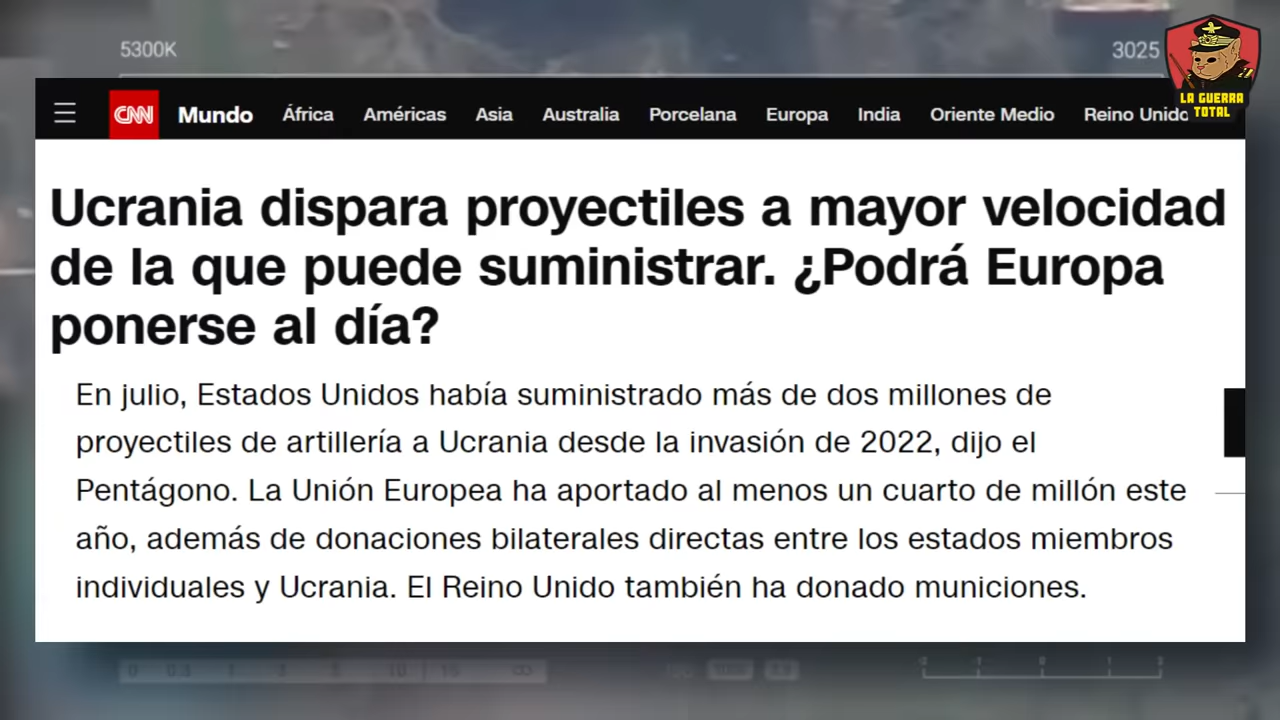 5300K
3025
LA GUERRA
TOTAL
CNN Mundo África Américas Asia Australia Porcelana Europa India Oriente Medio Reino Unido
Ucrania dispara proyectiles a mayor velocidad
de la que puede suministrar. ¿Podrá Europa
ponerse al día?
En julio, Estados Unidos había suministrado más de dos millones de
proyectiles de artillería a Ucrania desde la invasión de 2022, dijo el
Pentágono. La Unión Europea ha aportado al menos un cuarto de millón este
año, además de donaciones bilaterales directas entre los estados miembros
individuales y Ucrania. El Reino Unido también ha donado municiones.